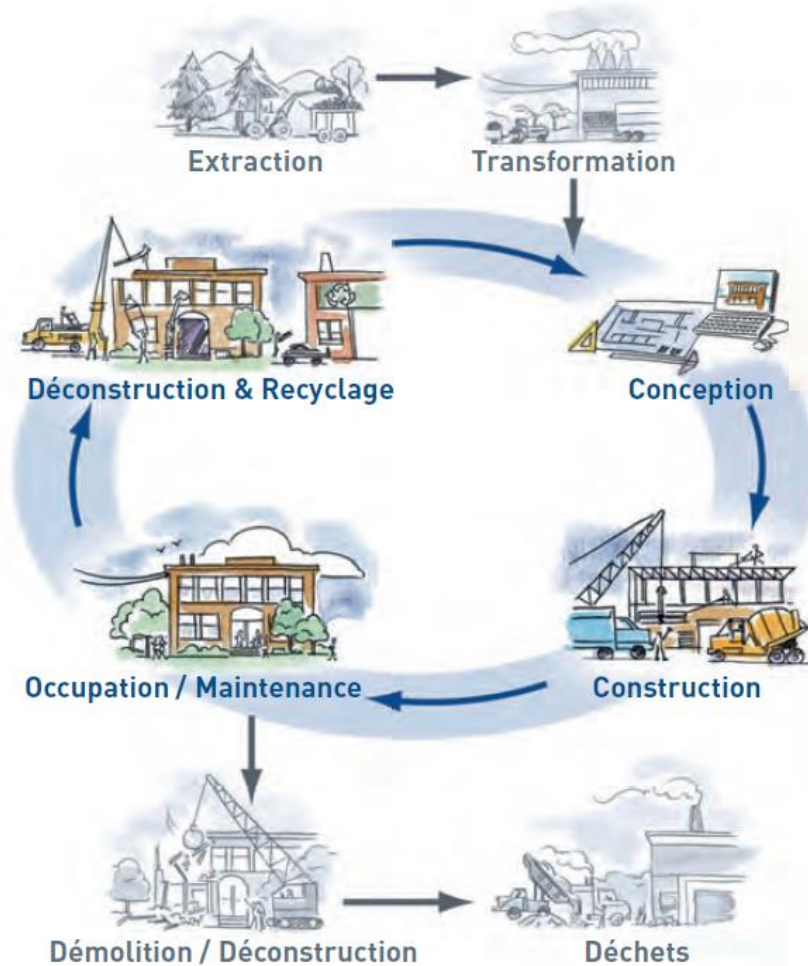 Extraction
Transformation
Déconstruction & Recyclage
Conception
Occupation / Maintenance
Construction
Démolition / Déconstruction
Déchets